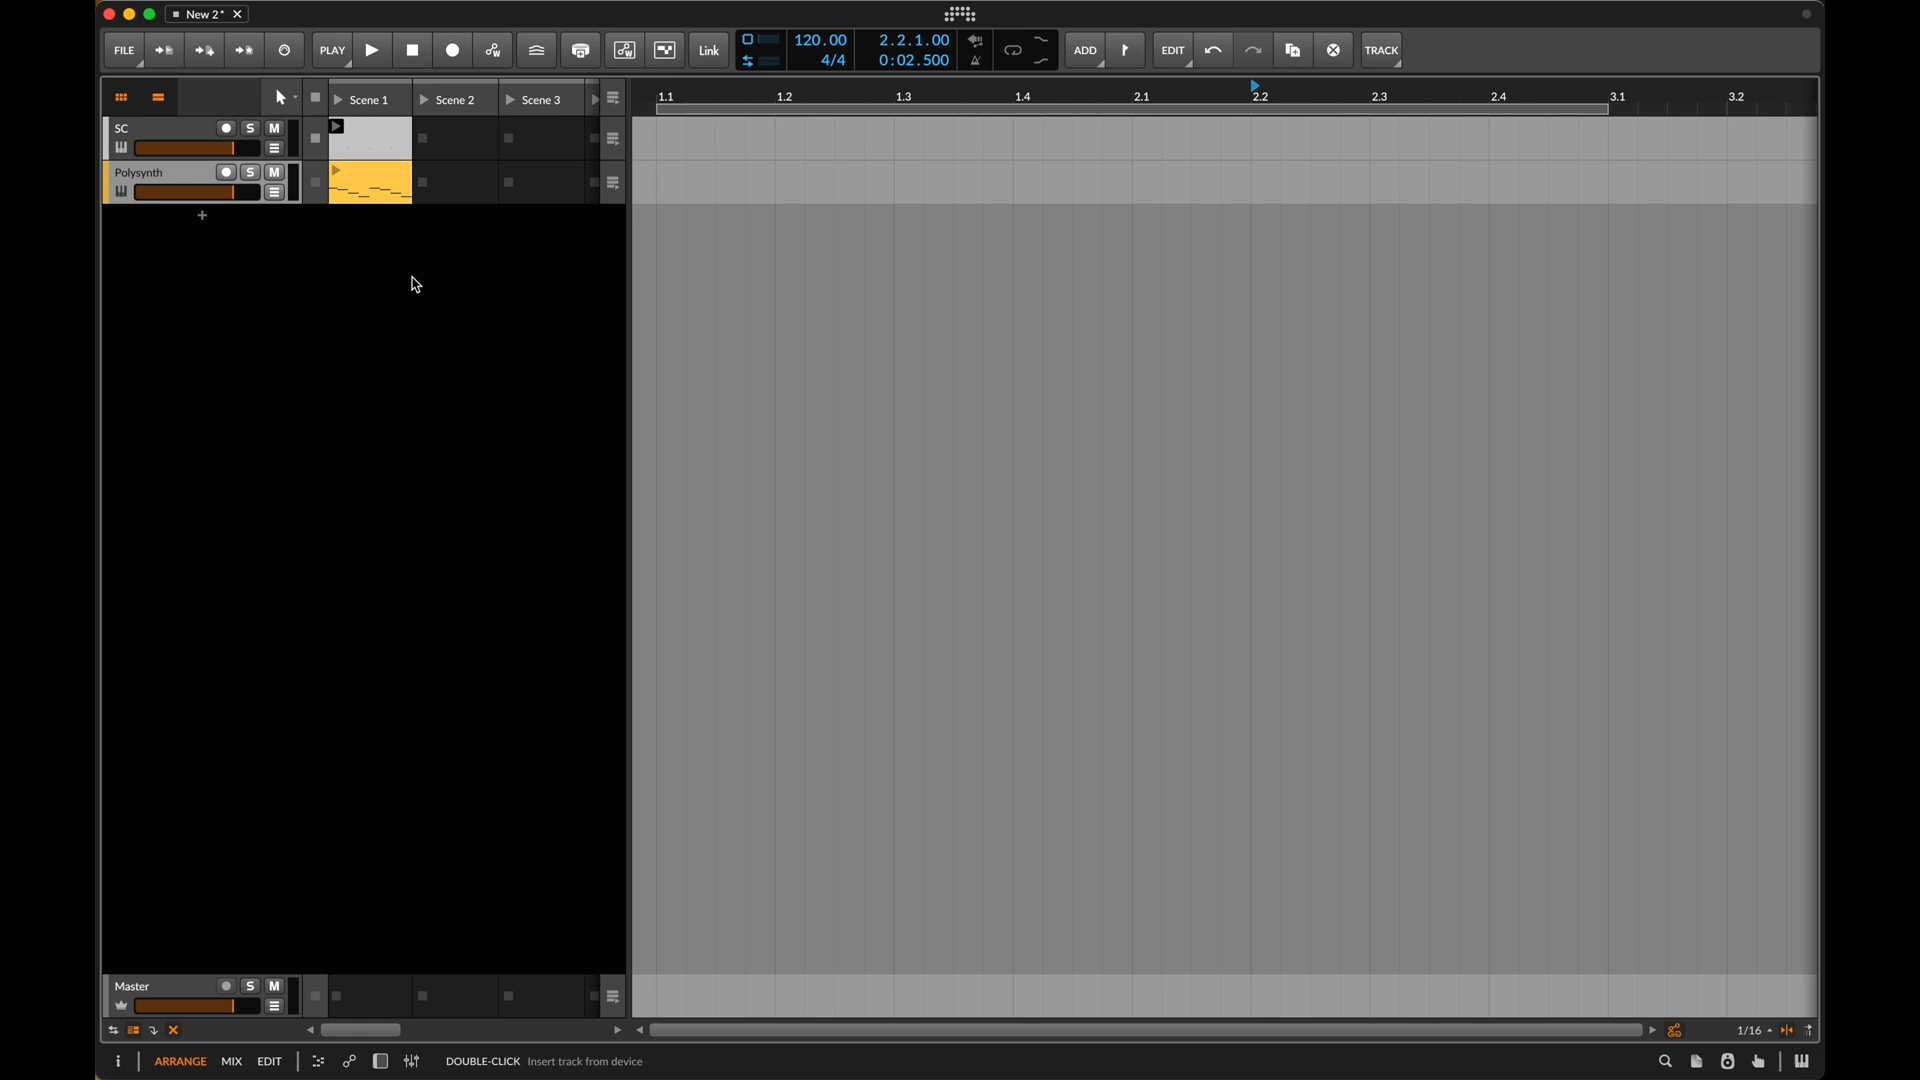 New 2*
FILE PLAY Link 120.00 4/4 2.2.1.00 0:02.500 ADD EDIT TRACK
Scene 1 Scene 2 Scene 3 1.1 1.2 1.3 1.4 2.1 2.2 2.3 2.4 3.1 3.2
SC S M
Polysynth S M
+
Master S M
1/16
i ARRANGE MIX EDIT DOUBLE-CLICK Insert track from device